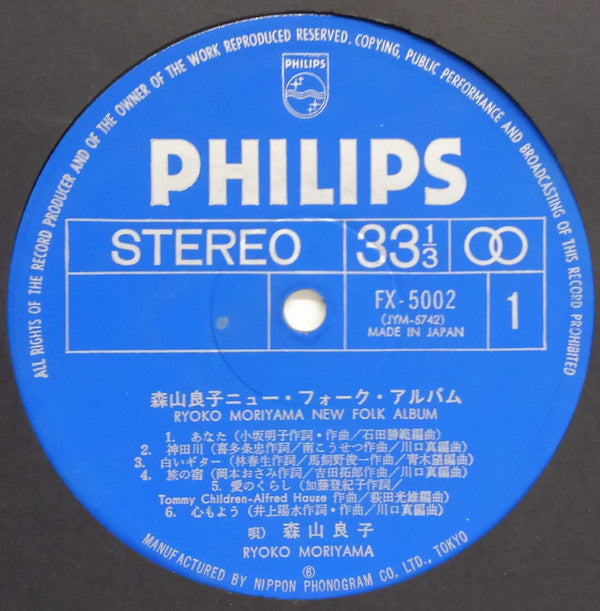 ALL RIGHTS OF THE RECORD PRODUCER AND OF THE OWNER OF THE WORK REPRODUCED RESERVED. COPYING, PUBLIC PERFORMANCE AND BROADCASTING OF THIS RECORD PROHIBITED
PHILIPS
PHILIPS
STEREO 33 1/3
FX-5002
(JYM-5742)
MADE IN JAPAN
1
森山良子ニュー・フォーク・アルバム
RYOKO MORIYAMA NEW FOLK ALBUM
1. あなた(小坂明子作詞・作曲/石田勝範編曲)
2. 神田川(喜多条忠作詞/南こうせつ作曲/川口真編曲)
3. 白いギター(林春生作詞/馬飼野俊一作曲/青木望編曲)
4. 旅の宿(岡本おさみ作詞/吉田拓郎作曲/川口真編曲)
5. 愛のくらし(加藤登紀子作詞/
Tommy Children-Alfred Hause 作曲/萩田光雄編曲)
6. 心もよう(井上陽水作詞・作曲/川口真編曲)
唄) 森山良子
RYOKO MORIYAMA
⑥
MANUFACTURED BY NIPPON PHONOGRAM CO. LTD., TOKYO